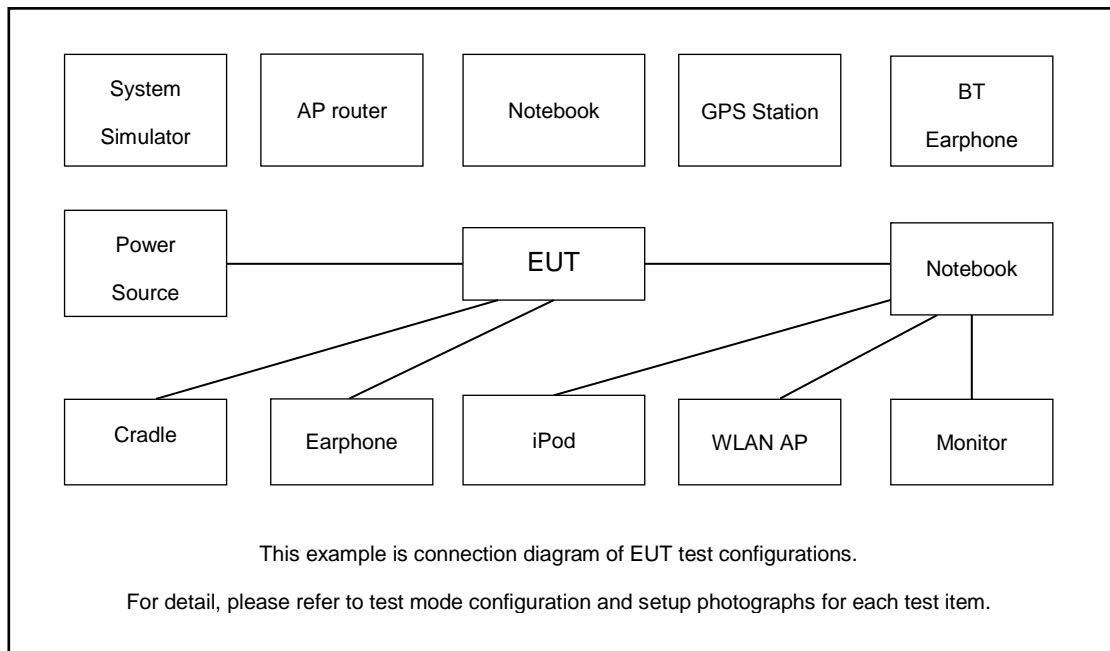 System
Simulator
AP router
Notebook
GPS Station
BT
Earphone
Power
Source
EUT
Notebook
Cradle
Earphone
iPod
WLAN AP
Monitor
This example is connection diagram of EUT test configurations.
For detail, please refer to test mode configuration and setup photographs for each test item.